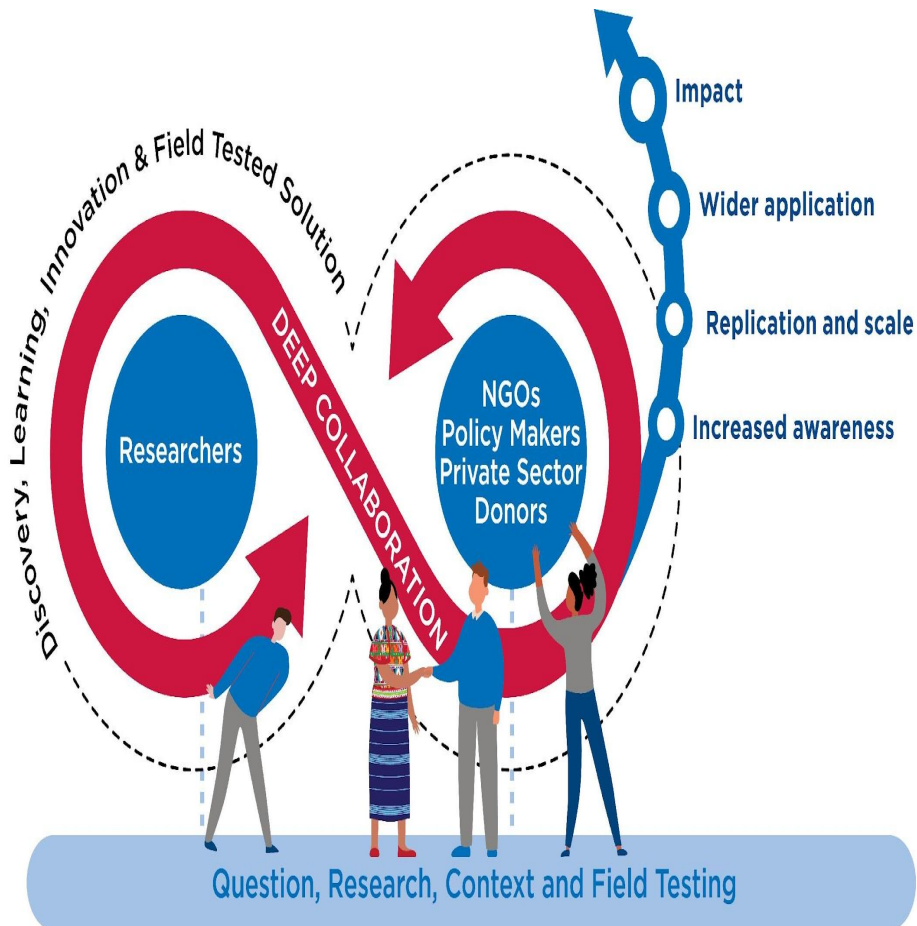 Discovery, Learning, Innovation & Field Tested Solution
Impact
Wider application
Replication and scale
Increased awareness
DEEP COLLABORATION
Researchers
NGOs
Policy Makers
Private Sector
Donors
Question, Research, Context and Field Testing